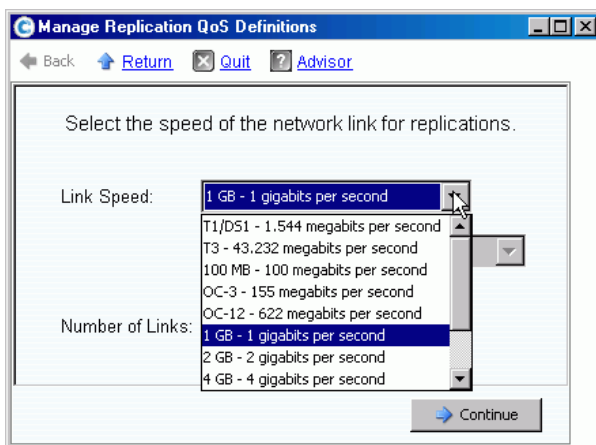 Manage Replication QoS Definitions
Back Return Quit Advisor
Select the speed of the network link for replications.
Link Speed: 1 GB - 1 gigabits per second
T1/DS1 - 1.544 megabits per second
T3 - 43.232 megabits per second
100 MB - 100 megabits per second
OC-3 - 155 megabits per second
OC-12 - 622 megabits per second
Number of Links: 1 GB - 1 gigabits per second
2 GB - 2 gigabits per second
4 GB - 4 gigabits per second
Continue